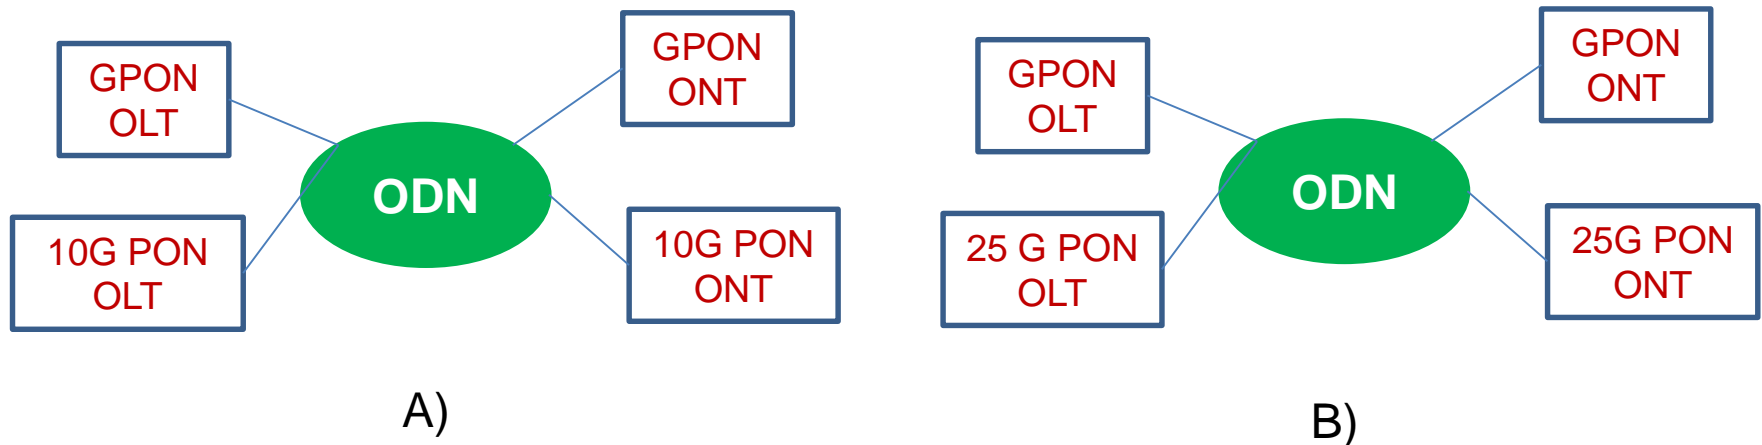 GPON
OLT
GPON
ONT
ODN
10G PON
OLT
10G PON
ONT
A)
GPON
OLT
GPON
ONT
ODN
25 G PON
OLT
25G PON
ONT
B)